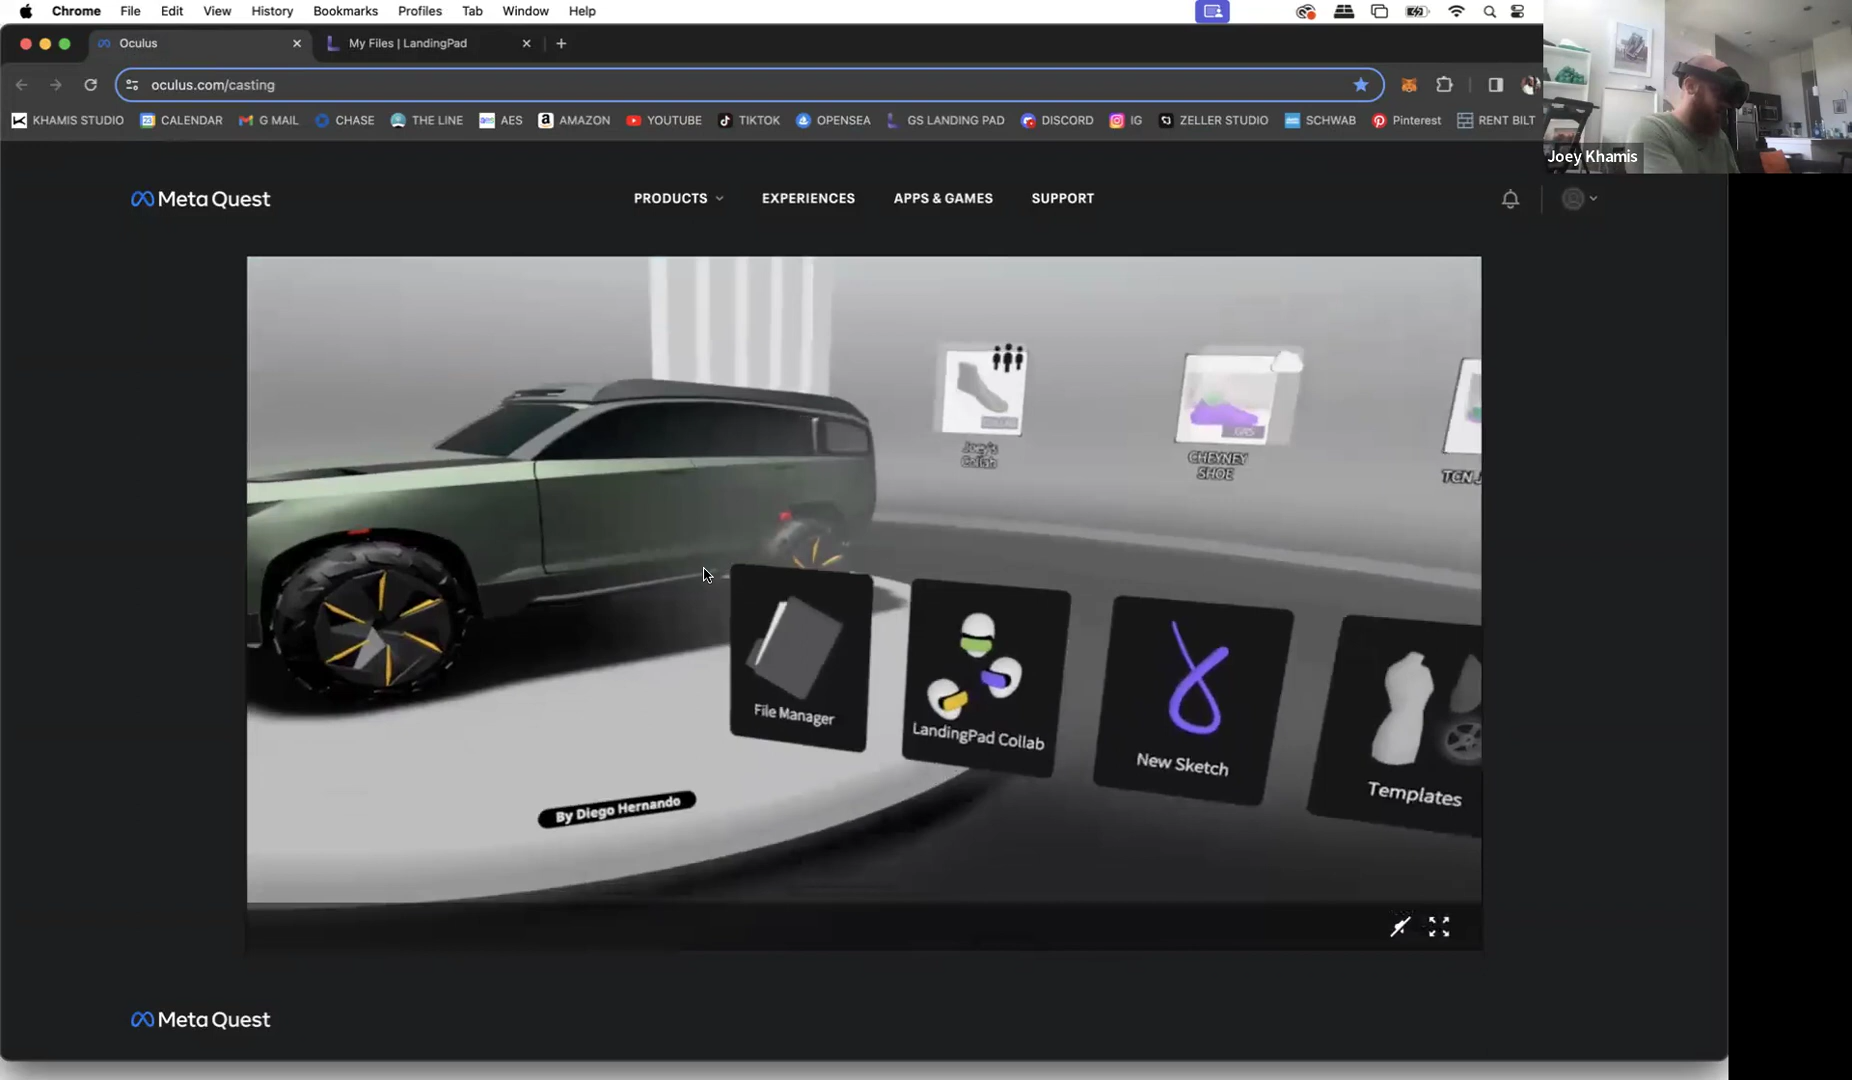 Chrome File Edit View History Bookmarks Profiles Tab Window Help
Oculus
My Files | LandingPad
oculus.com/casting
KHAMIS STUDIO CALENDAR G MAIL CHASE THE LINE AES AMAZON YOUTUBE TIKTOK OPENSEA GS LANDING PAD DISCORD IG ZELLER STUDIO SCHWAB Pinterest RENT BILT
Joey Khamis
Meta Quest
PRODUCTS EXPERIENCES APPS & GAMES SUPPORT
Joey's
Collab
CHEYNEY
SHOE
File Manager
LandingPad Collab
New Sketch
Templates
By Diego Hernando
Meta Quest